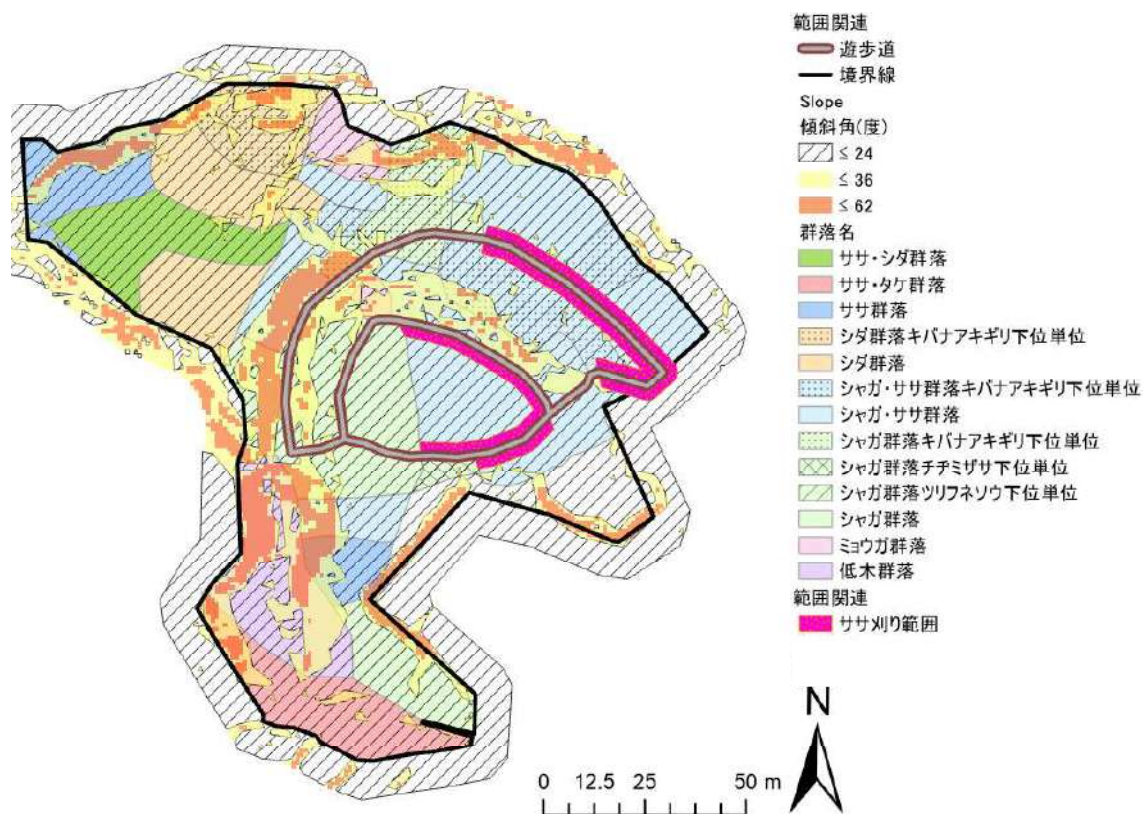 範囲関連
遊歩道
境界線
Slope
傾斜角(度)
≤ 24
≤ 36
≤ 62
群落名
ササ・シダ群落
ササ・タケ群落
ササ群落
シダ群落キバナアキギリ下位単位
シダ群落
シャガ・ササ群落キバナアキギリ下位単位
シャガ・ササ群落
シャガ群落キバナアキギリ下位単位
シャガ群落チヂミザサ下位単位
シャガ群落ツリフネソウ下位単位
シャガ群落
ミョウガ群落
低木群落
範囲関連
ササ刈り範囲
N
0 12.5 25 50 m